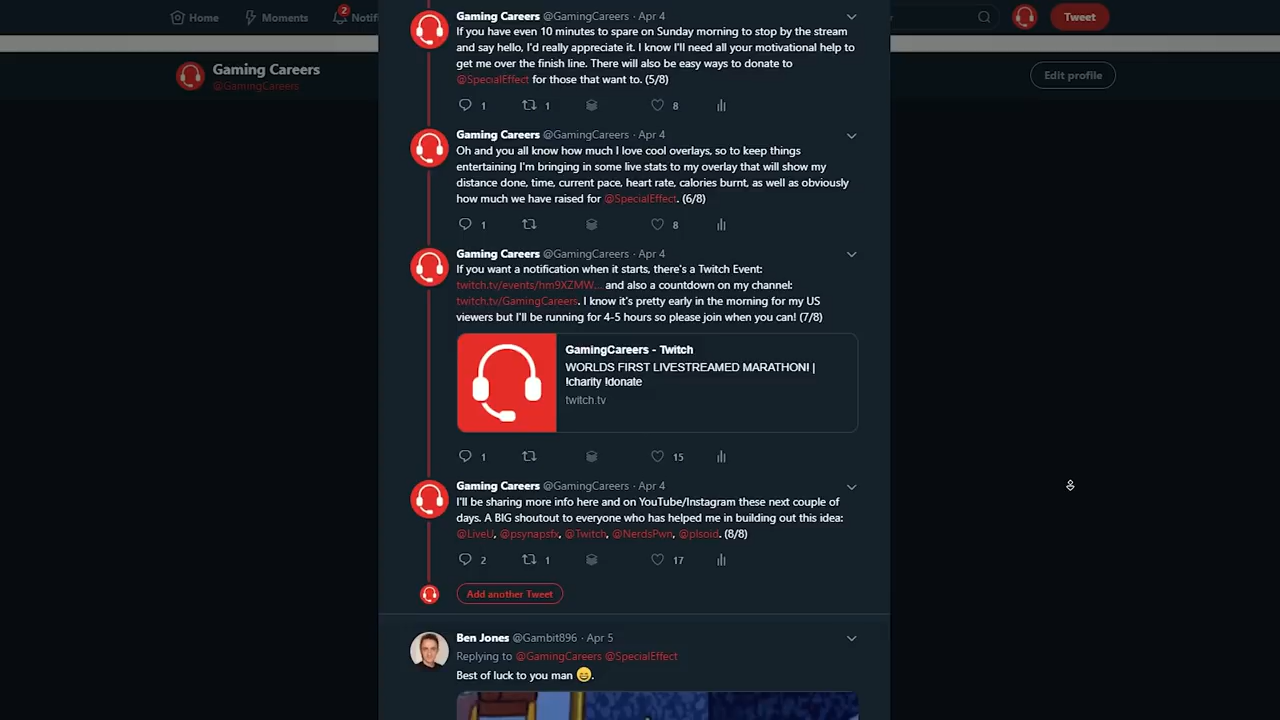 Home
Moments
2
Notifi
Tweet
Gaming Careers
@GamingCareers
Edit profile
Gaming Careers @GamingCareers · Apr 4
If you have even 10 minutes to spare on Sunday morning to stop by the stream
and say hello, I'd really appreciate it. I know I'll need all your motivational help to
get me over the finish line. There will also be easy ways to donate to
@SpecialEffect for those that want to. (5/8)
1 1 8
Gaming Careers @GamingCareers · Apr 4
Oh and you all know how much I love cool overlays, so to keep things
entertaining I'm bringing in some live stats to my overlay that will show my
distance done, time, current pace, heart rate, calories burnt, as well as obviously
how much we have raised for @SpecialEffect. (6/8)
1 8
Gaming Careers @GamingCareers · Apr 4
If you want a notification when it starts, there's a Twitch Event:
twitch.tv/events/hm9XZMW... and also a countdown on my channel:
twitch.tv/GamingCareers. I know it's pretty early in the morning for my US
viewers but I'll be running for 4-5 hours so please join when you can! (7/8)
GamingCareers - Twitch
WORLDS FIRST LIVESTREAMED MARATHON! |
!charity !donate
twitch.tv
1 15
Gaming Careers @GamingCareers · Apr 4
I'll be sharing more info here and on YouTube/Instagram these next couple of
days. A BIG shoutout to everyone who has helped me in building out this idea:
@LiveU, @psynapsfx, @Twitch, @NerdsPwn, @plsoid. (8/8)
2 1 17
Add another Tweet
Ben Jones @Gambit896 · Apr 5
Replying to @GamingCareers @SpecialEffect
Best of luck to you man 😄.